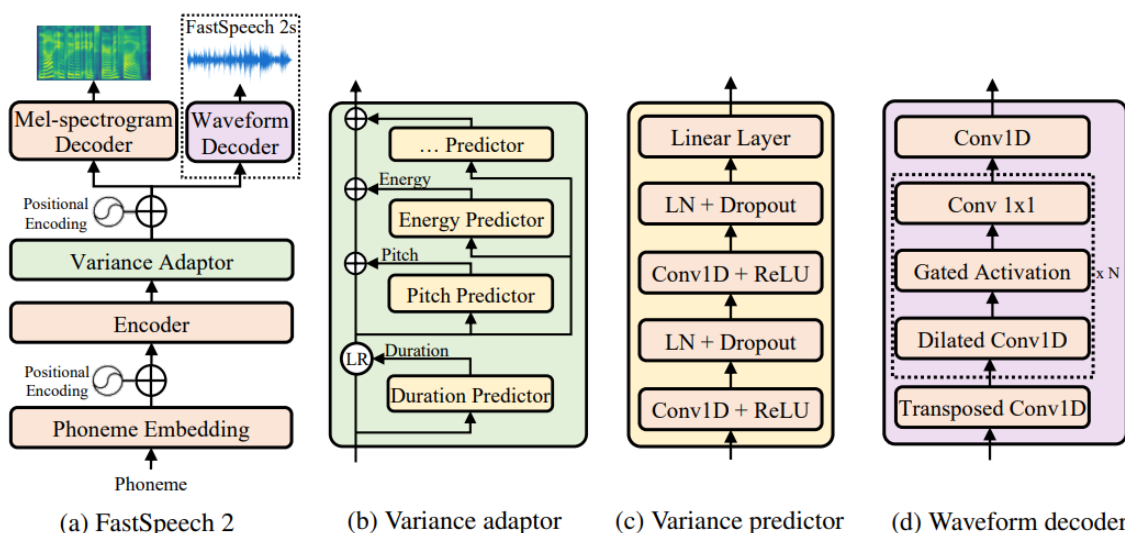 FastSpeech 2s
Mel-spectrogram
Decoder
Waveform
Decoder
Positional
Encoding
Variance Adaptor
Encoder
Positional
Encoding
Phoneme Embedding
Phoneme
(a) FastSpeech 2
... Predictor
Energy
Energy Predictor
Pitch
Pitch Predictor
LR
Duration
Duration Predictor
(b) Variance adaptor
Linear Layer
LN + Dropout
Conv1D + ReLU
LN + Dropout
Conv1D + ReLU
(c) Variance predictor
Conv1D
Conv 1x1
Gated Activation
x N
Dilated Conv1D
Transposed Conv1D
(d) Waveform decoder